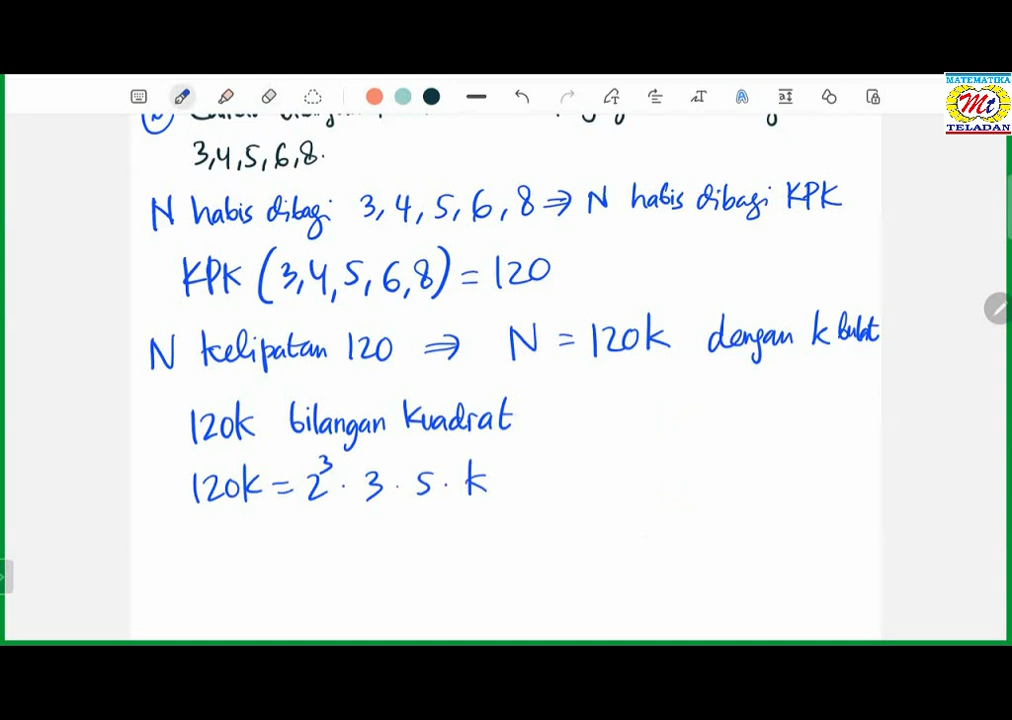 MATEMATIKA
Mt
TELADAN
3,4,5,6,8.
N habis dibagi 3, 4, 5, 6, 8 ⇒ N habis dibagi KPK
KPK (3,4,5,6,8) = 120
N kelipatan 120 ⇒ N = 120k dengan k bulat
120k bilangan kuadrat
120k = 2³ · 3 · 5 · k